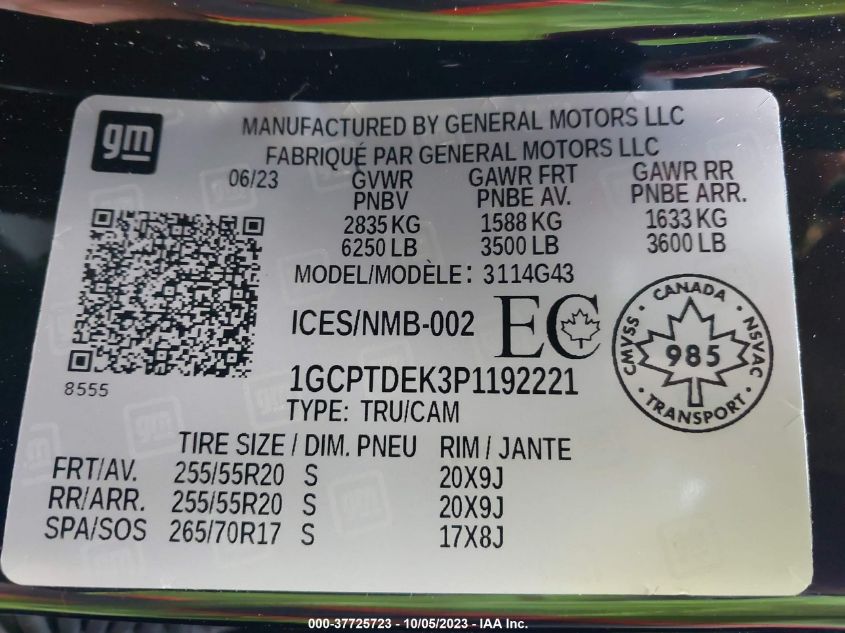 gm
MANUFACTURED BY GENERAL MOTORS LLC
FABRIQUÉ PAR GENERAL MOTORS LLC
06/23 GVWR GAWR FRT GAWR RR
PNBV PNBE AV. PNBE ARR.
2835 KG 1588 KG 1633 KG
6250 LB 3500 LB 3600 LB
MODEL/MODÈLE: 3114G43
ICES/NMB-002 EC
CANADA
CMVSS 985 NSVAC
TRANSPORT
8555
1GCPTDEK3P1192221
TYPE: TRU/CAM
TIRE SIZE / DIM. PNEU RIM / JANTE
FRT/AV. 255/55R20 S 20X9J
RR/ARR. 255/55R20 S 20X9J
SPA/SOS 265/70R17 S 17X8J
000-37725723 - 10/05/2023 - IAA Inc.